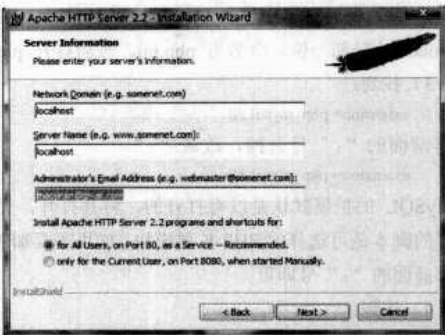 Apache HTTP Server 2.2 - Installation Wizard
Server Information
Please enter your server's information.
Network Domain (e.g. somenet.com)
localhost
Server Name (e.g. www.somenet.com):
localhost
Administrator's Email Address (e.g. webmaster@somenet.com):
Install Apache HTTP Server 2.2 programs and shortcuts for:
for All Users, on Port 80, as a Service -- Recommended.
only for the Current User, on Port 8080, when started Manually.
InstallShield
< Back
Next >
Cancel